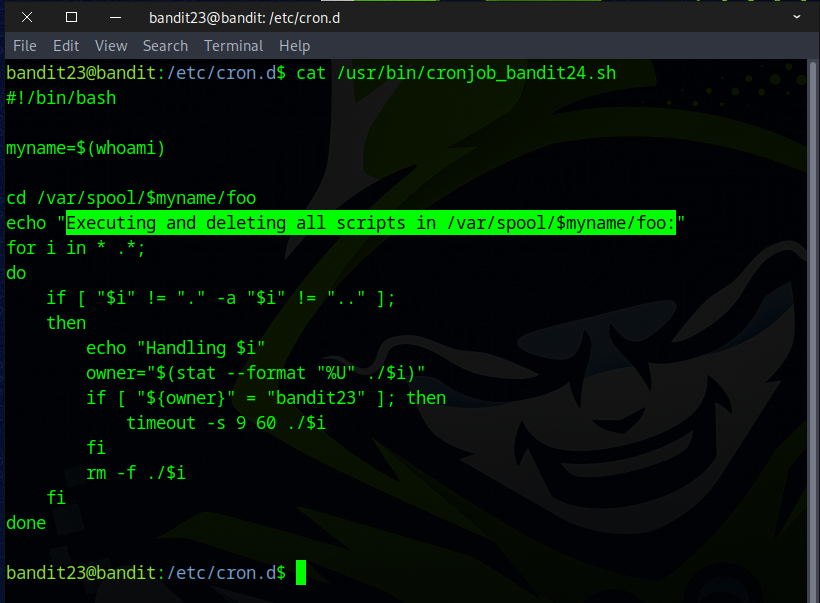 bandit23@bandit: /etc/cron.d
File Edit View Search Terminal Help
bandit23@bandit:/etc/cron.d$ cat /usr/bin/cronjob_bandit24.sh
#!/bin/bash
myname=$(whoami)
cd /var/spool/$myname/foo
echo "Executing and deleting all scripts in /var/spool/$myname/foo:"
for i in * .*;
do
    if [ "$i" != "." -a "$i" != ".." ];
    then
        echo "Handling $i"
        owner="$(stat --format "%U" ./$i)"
        if [ "${owner}" = "bandit23" ]; then
            timeout -s 9 60 ./$i
        fi
        rm -f ./$i
    fi
done
bandit23@bandit:/etc/cron.d$